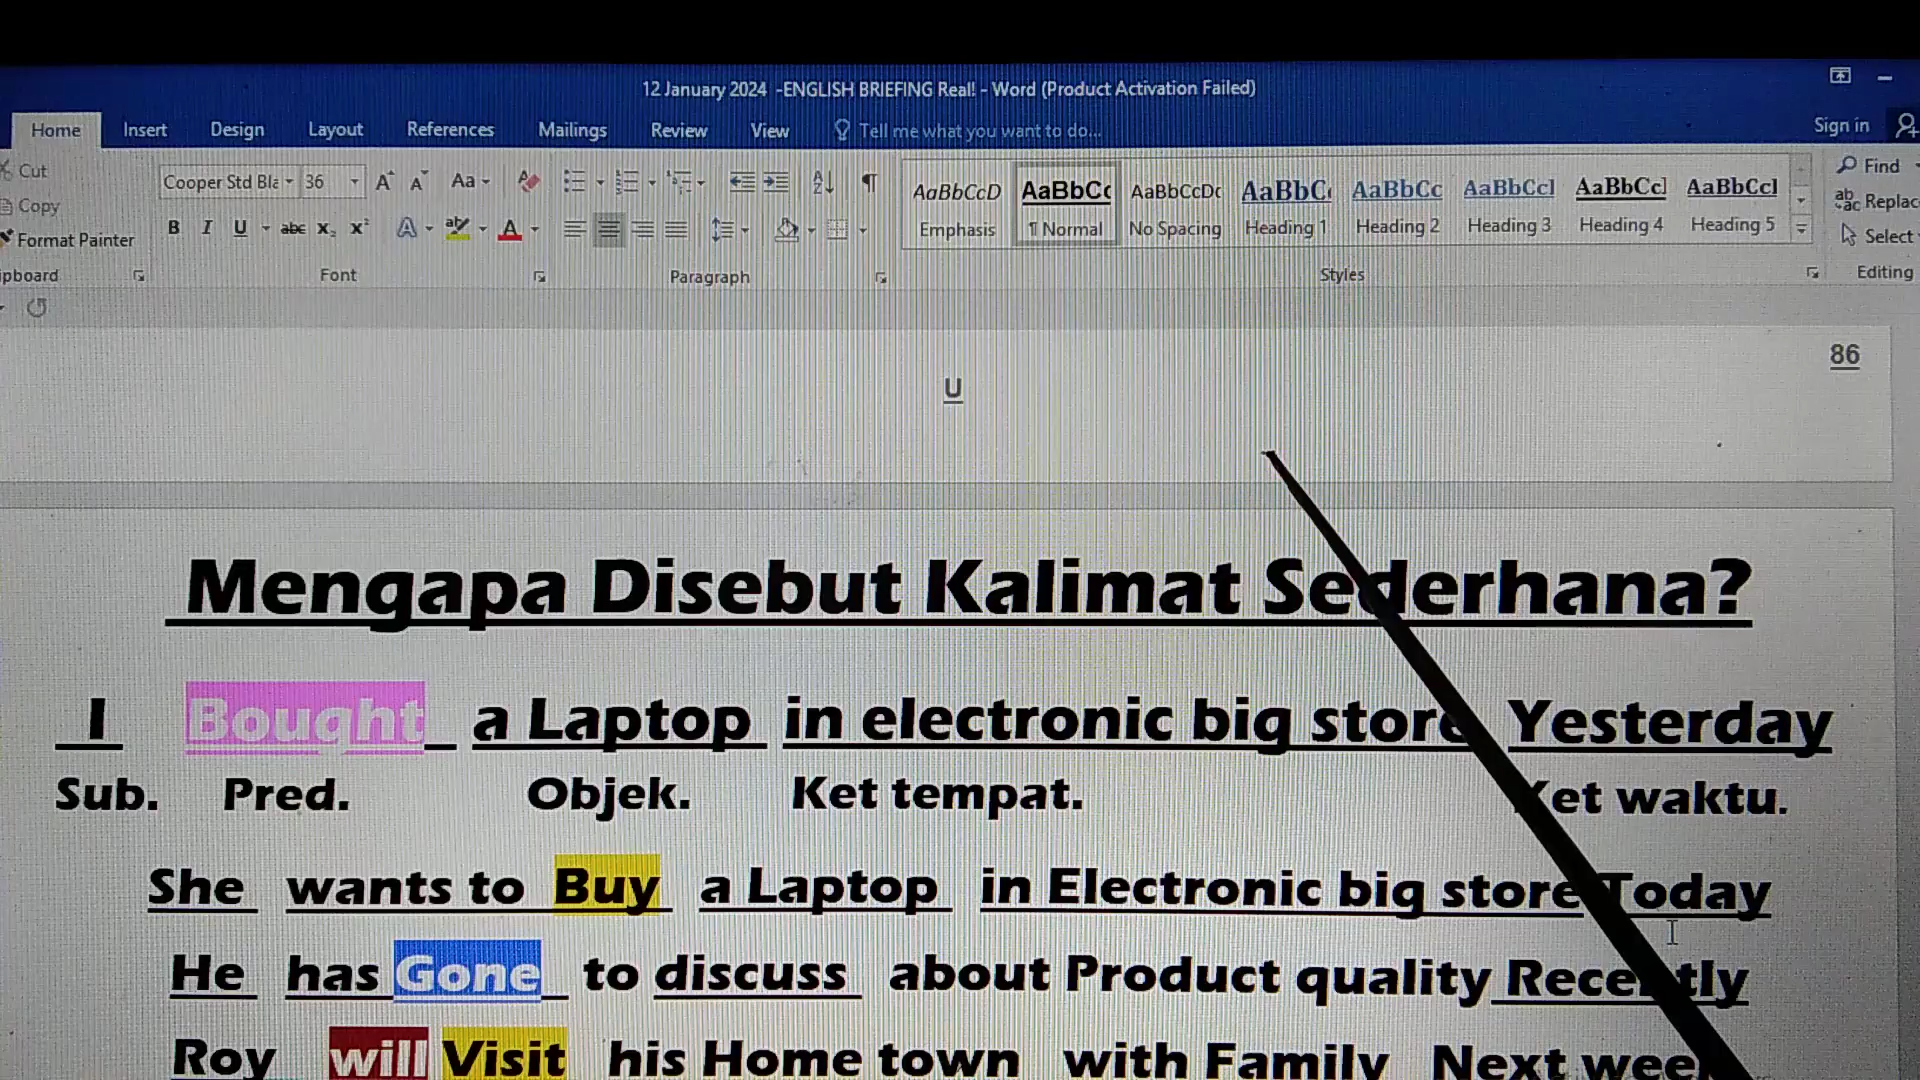 12 January 2024 -ENGLISH BRIEFING Real! - Word (Product Activation Failed)
Home Insert Design Layout References Mailings Review View Tell me what you want to do... Sign in
Cut
Copy
Format Painter
Cooper Std Bla 36
Find
Select
AaBbCcD AaBbCc AaBbCcDc AaBbC AaBbCc AaBbCcl AaBbCcl AaBbCcl
Emphasis ¶ Normal No Spacing Heading 1 Heading 2 Heading 3 Heading 4 Heading 5
Font Paragraph Styles Editing
86
U
Mengapa Disebut Kalimat Sederhana?
I Bought a Laptop in electronic big store Yesterday
Sub. Pred. Objek. Ket tempat. Ket waktu.
She wants to Buy a Laptop in Electronic big store Today
He has Gone to discuss about Product quality Recently
Roy will Visit his Home town with Family Next